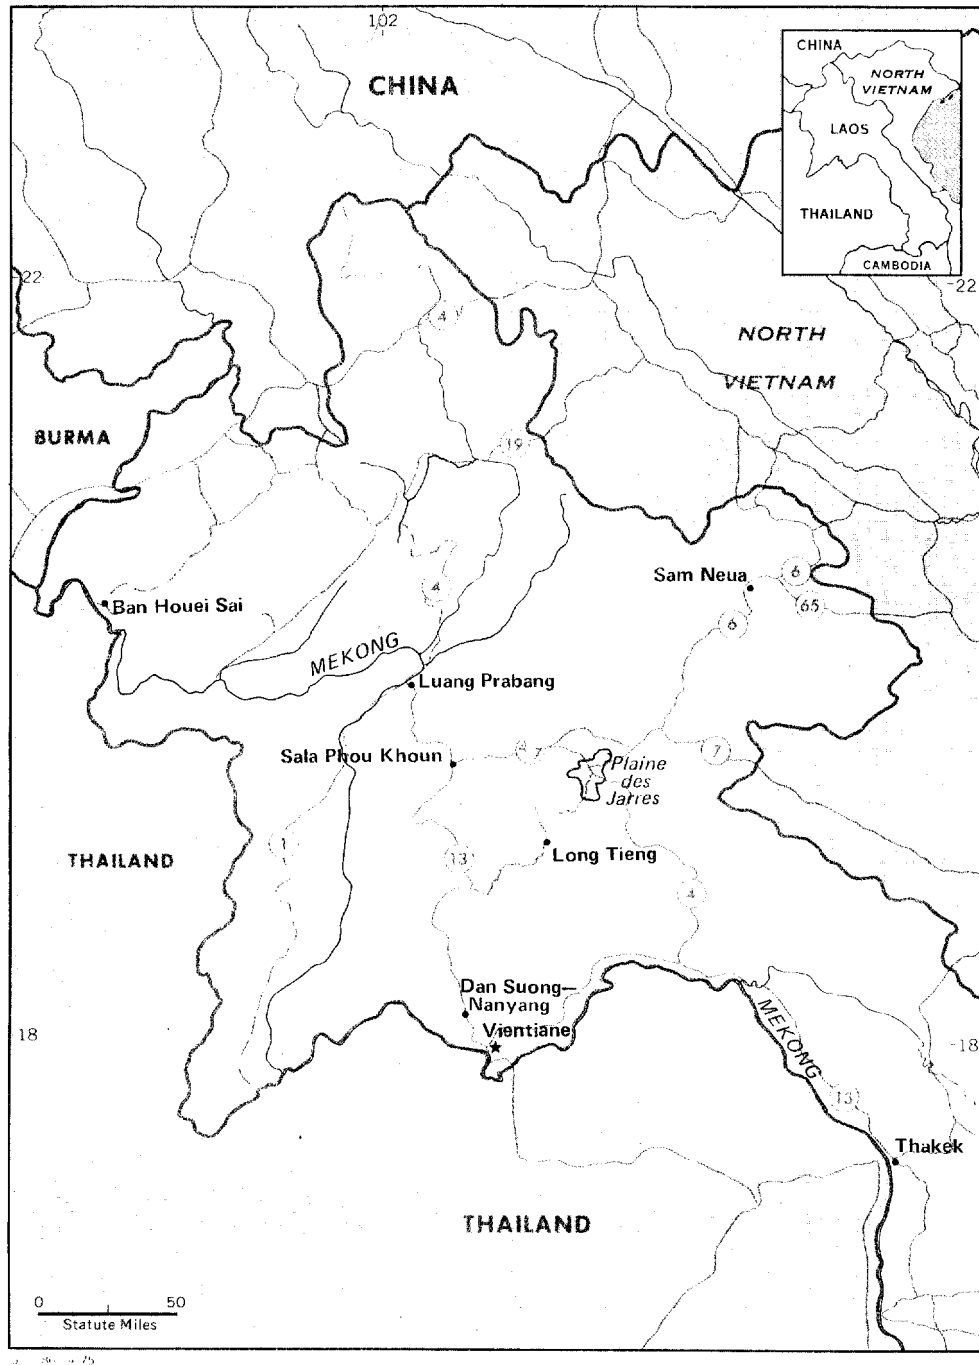 102
CHINA
CHINA
NORTH
VIETNAM
LAOS
THAILAND
CAMBODIA
22
22
4
NORTH
VIETNAM
BURMA
19
Sam Neua
6
Ban Houei Sai
4
65
6
MEKONG
Luang Prabang
Sala Phou Khoun
7
7
Plaine
des
Jarres
1
THAILAND
13
Long Tieng
4
Dan Suong—
Nanyang
18
Vientiane
MEKONG
18
13
Thakek
THAILAND
0 50
Statute Miles
75